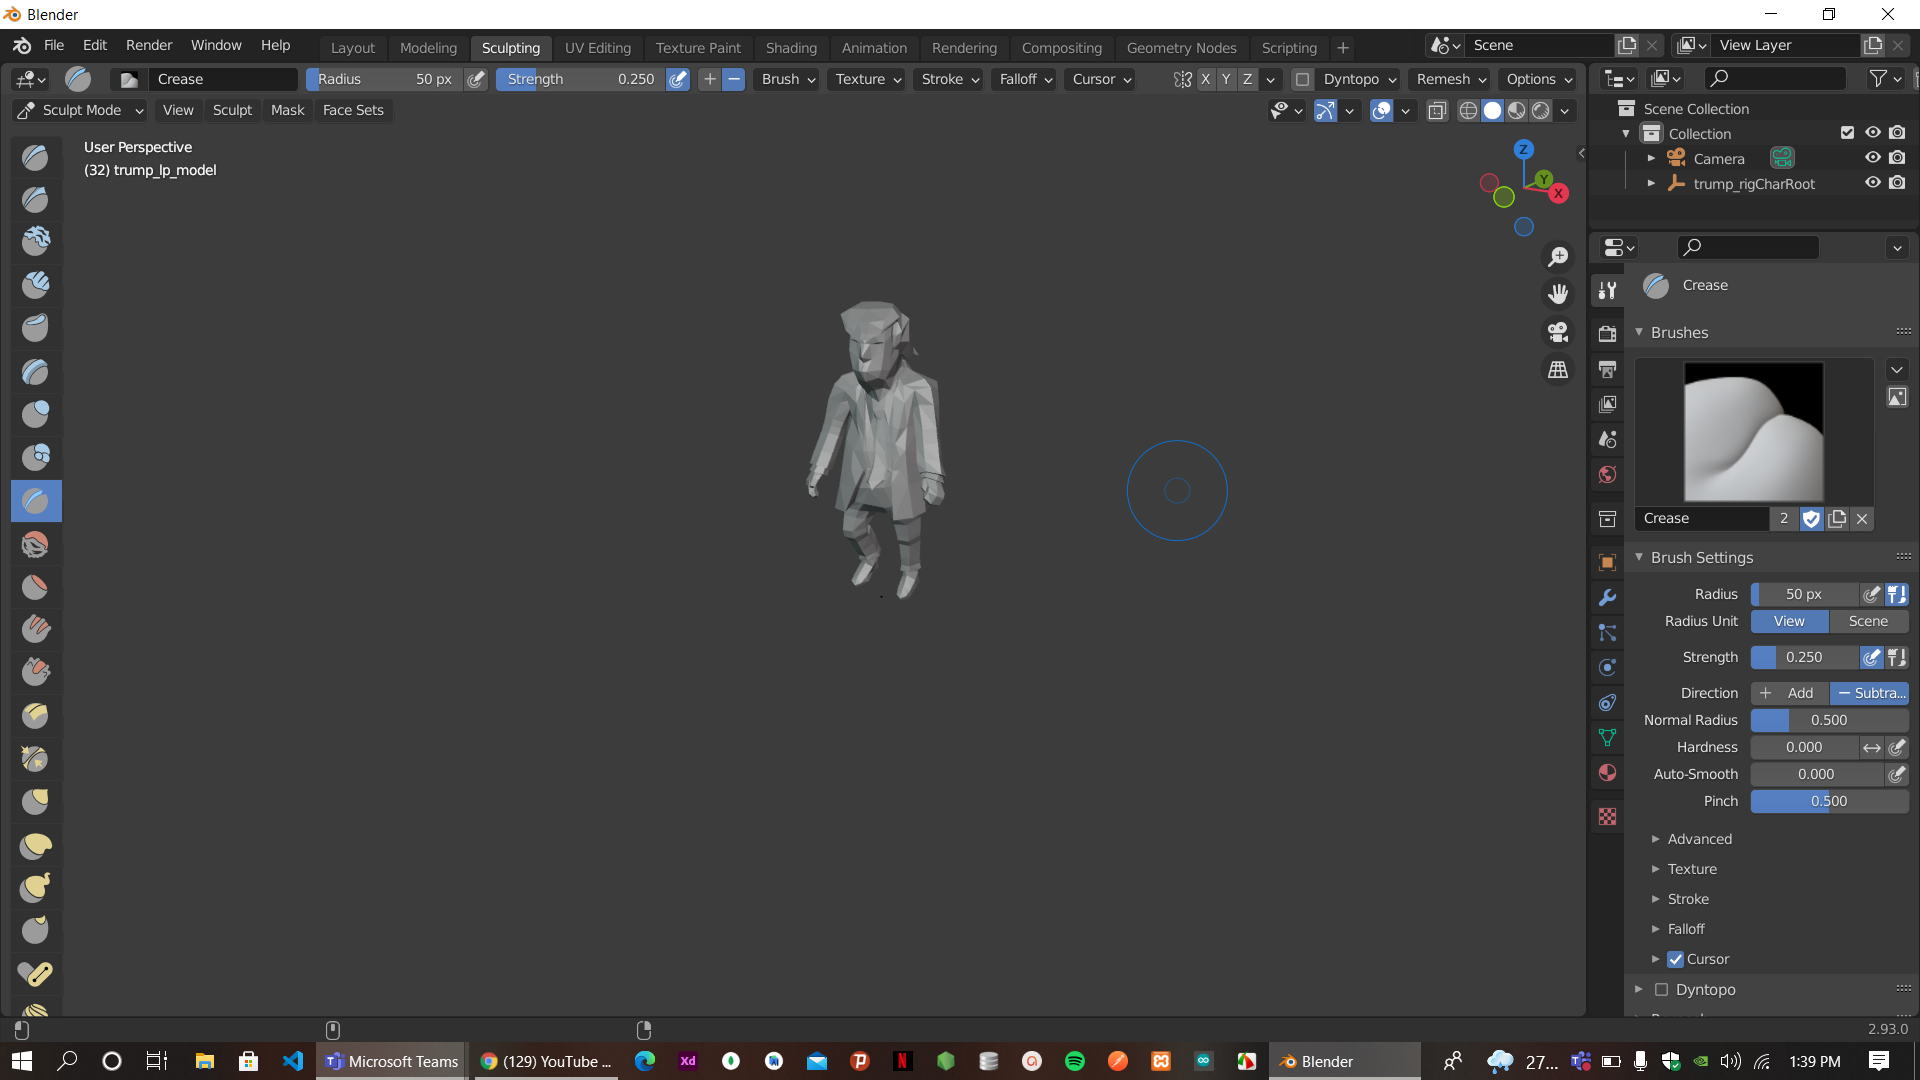 Blender
File Edit Render Window Help Layout Modeling Sculpting UV Editing Texture Paint Shading Animation Rendering Compositing Geometry Nodes Scripting + Scene View Layer
Crease Radius 50 px Strength 0.250 Brush Texture Stroke Falloff Cursor X Y Z Dyntopo Remesh Options
Sculpt Mode View Sculpt Mask Face Sets
Scene Collection
Collection
Camera
trump_rigCharRoot
User Perspective
(32) trump_lp_model
Z
Y
X
Crease
Brushes
Crease 2
Brush Settings
Radius 50 px
Radius Unit View Scene
Strength 0.250
Direction + Add − Subtra...
Normal Radius 0.500
Hardness 0.000
Auto-Smooth 0.000
Pinch 0.500
Advanced
Texture
Stroke
Falloff
Cursor
Dyntopo
2.93.0
Microsoft Teams (129) YouTube ... Xd N Blender 27... 1:39 PM